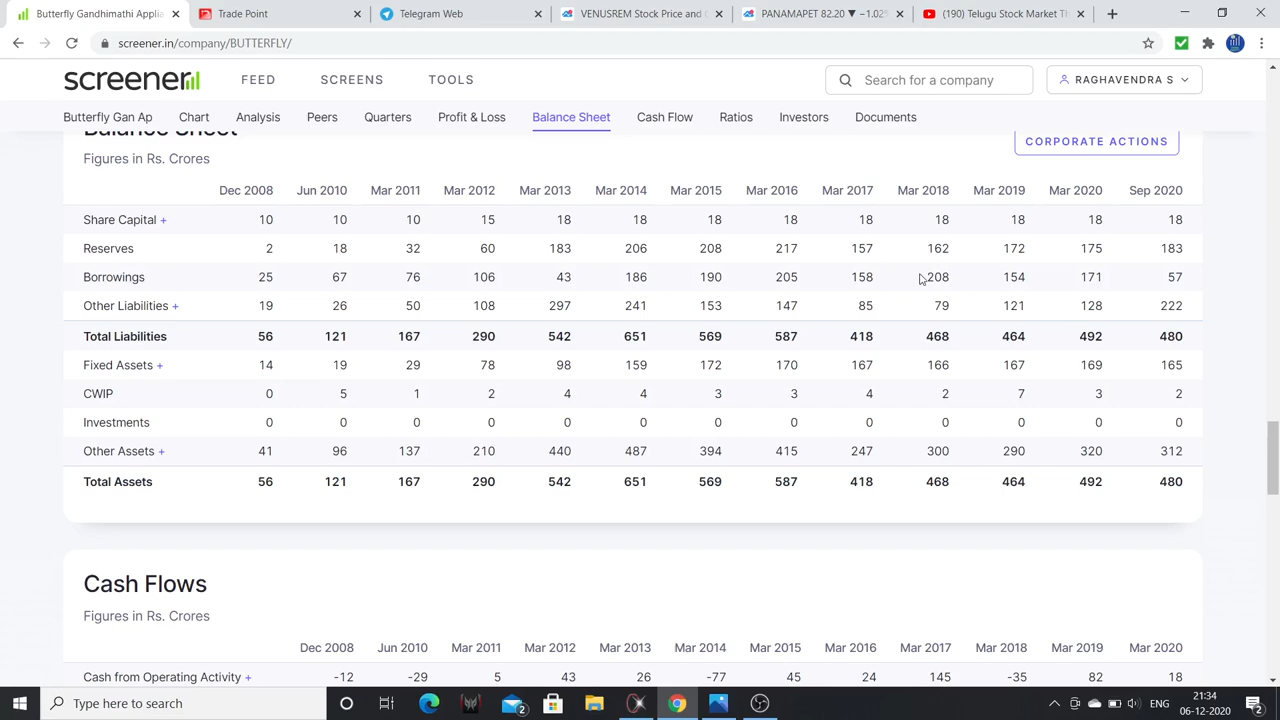 Butterfly Gandhimathi Applia
Trade Point
Telegram Web
VENUSREM Stock Price and C
PANAMAPET 82.20 ▼ −1.02%
(190) Telugu Stock Market Th
screener.in/company/BUTTERFLY/
screener
FEED
SCREENS
TOOLS
Search for a company
RAGHAVENDRA S
Butterfly Gan Ap
Chart
Analysis
Peers
Quarters
Profit & Loss
Balance Sheet
Cash Flow
Ratios
Investors
Documents
Balance Sheet
CORPORATE ACTIONS
Figures in Rs. Crores
Dec 2008 Jun 2010 Mar 2011 Mar 2012 Mar 2013 Mar 2014 Mar 2015 Mar 2016 Mar 2017 Mar 2018 Mar 2019 Mar 2020 Sep 2020
Share Capital + 10 10 10 15 18 18 18 18 18 18 18 18 18
Reserves 2 18 32 60 183 206 208 217 157 162 172 175 183
Borrowings 25 67 76 106 43 186 190 205 158 208 154 171 57
Other Liabilities + 19 26 50 108 297 241 153 147 85 79 121 128 222
Total Liabilities 56 121 167 290 542 651 569 587 418 468 464 492 480
Fixed Assets + 14 19 29 78 98 159 172 170 167 166 167 169 165
CWIP 0 5 1 2 4 4 3 3 4 2 7 3 2
Investments 0 0 0 0 0 0 0 0 0 0 0 0 0
Other Assets + 41 96 137 210 440 487 394 415 247 300 290 320 312
Total Assets 56 121 167 290 542 651 569 587 418 468 464 492 480
Cash Flows
Figures in Rs. Crores
Dec 2008 Jun 2010 Mar 2011 Mar 2012 Mar 2013 Mar 2014 Mar 2015 Mar 2016 Mar 2017 Mar 2018 Mar 2019 Mar 2020
Cash from Operating Activity + -12 -29 5 43 26 -77 45 24 145 -35 82 18
Type here to search
2
ENG
21:34
06-12-2020
2